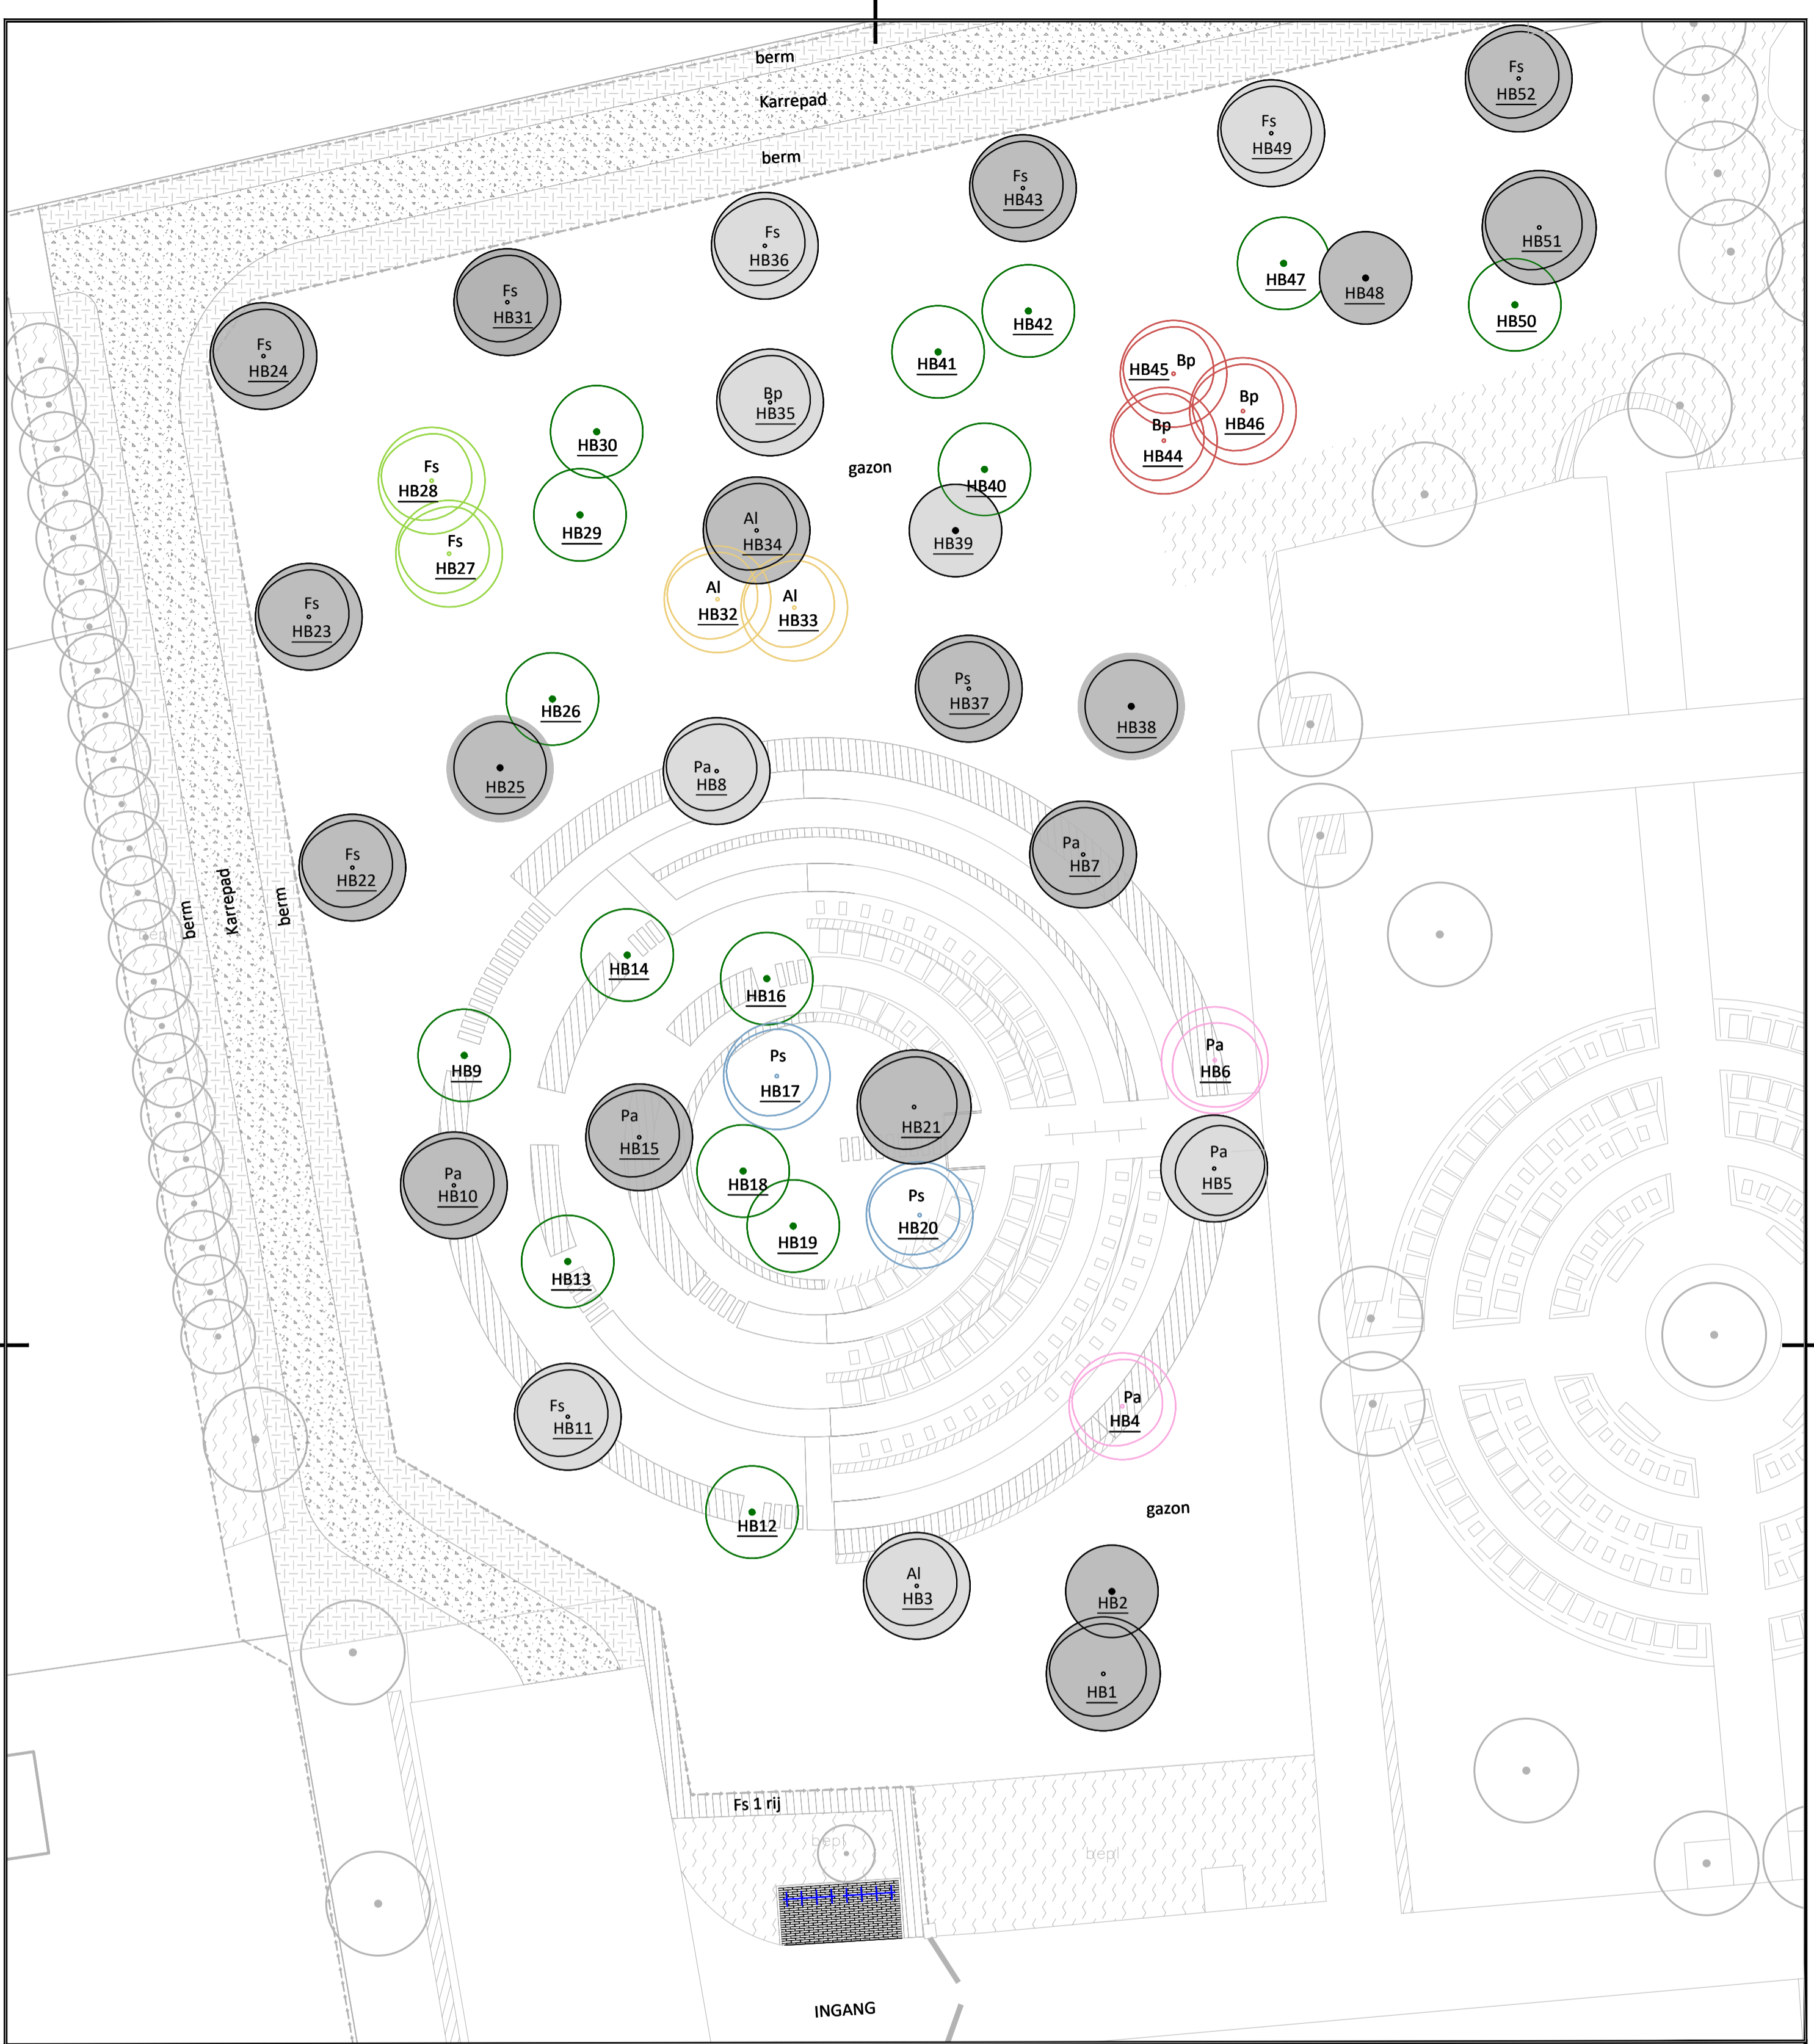 berm
Karrepad
berm
Fs
HB52
Fs
HB49
Fs
HB43
Fs
HB36
HB51
HB47
HB48
HB50
Fs
HB31
Fs
HB24
HB42
HB41
HB45 Bp
Bp
HB46
Bp
HB44
Bp
HB35
HB30
gazon
Fs
HB28
HB40
HB29
Al
HB34
HB39
Fs
HB27
Al
HB32
Al
HB33
Fs
HB23
Ps
HB37
HB38
HB26
HB25
Pa
HB8
Pa
HB7
Fs
HB22
berm
Karrepad
berm
bepl
HB14
HB16
HB9
Ps
HB17
Pa
HB6
HB21
Pa
HB15
Pa
HB5
Pa
HB10
HB18
HB19
Ps
HB20
HB13
Fs
HB11
Pa
HB4
HB12
gazon
Al
HB3
HB2
HB1
Fs 1 rij
bepl
bepl
INGANG